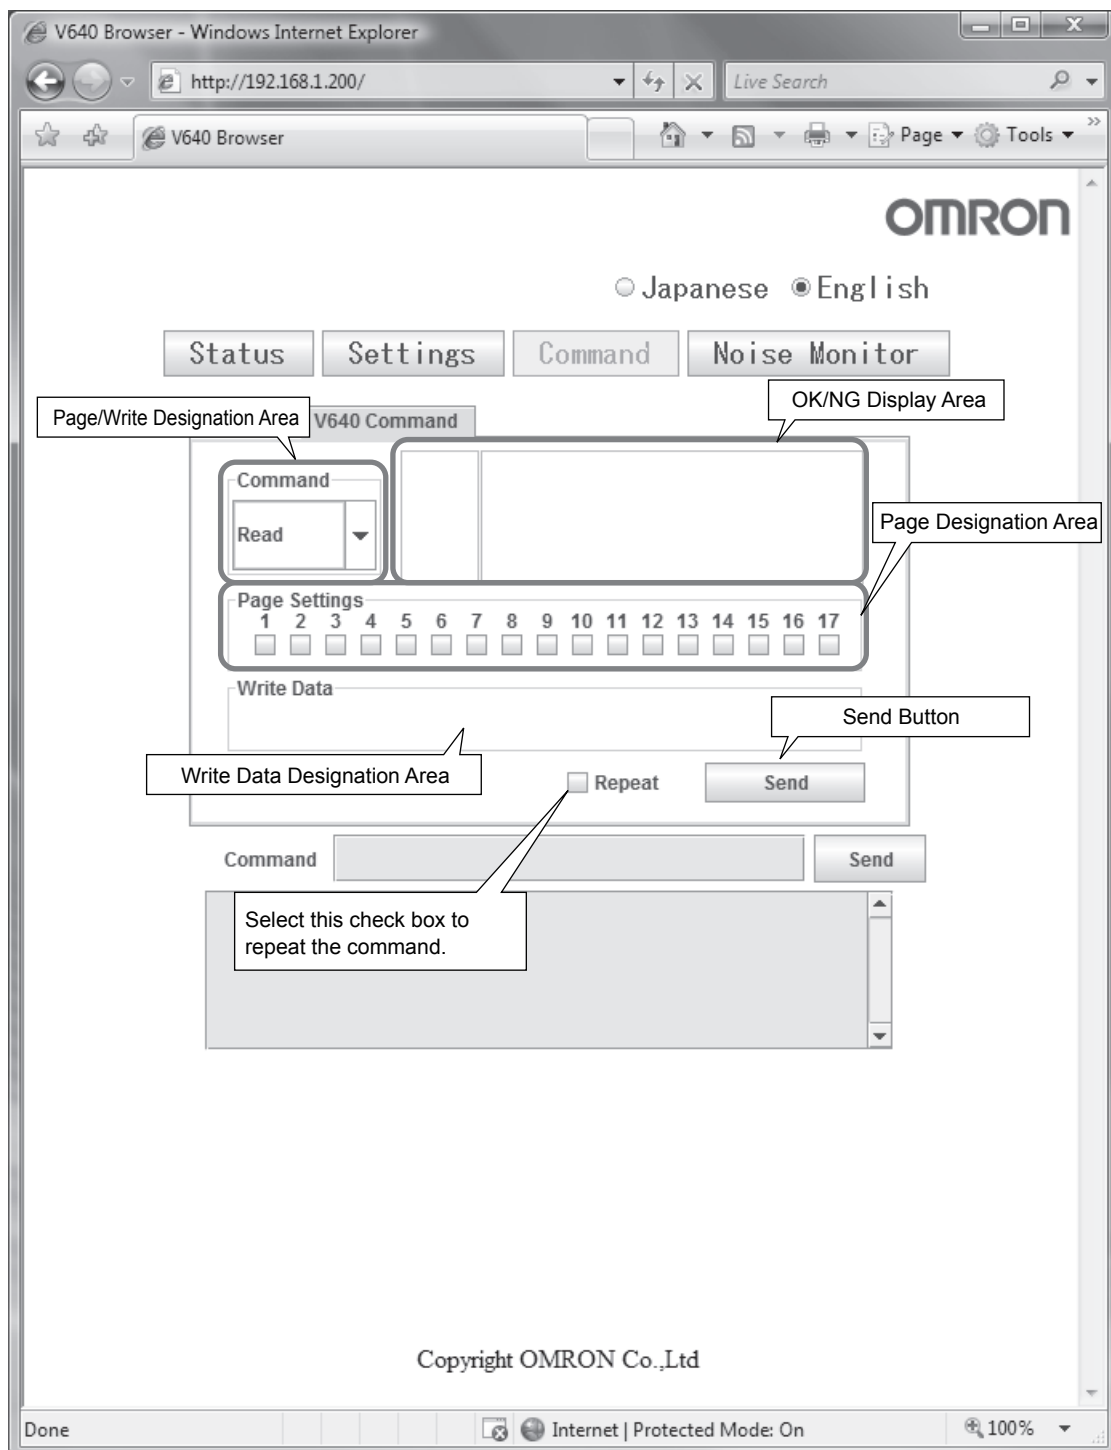 V640 Browser - Windows Internet Explorer
http://192.168.1.200/
Live Search
V640 Browser
Page
Tools
OMRON
Japanese English
Status Settings Command Noise Monitor
Page/Write Designation Area
V640 Command
OK/NG Display Area
Command
Read
Page Designation Area
Page Settings
1 2 3 4 5 6 7 8 9 10 11 12 13 14 15 16 17
Write Data
Send Button
Write Data Designation Area
Repeat Send
Command Send
Select this check box to
repeat the command.
Copyright OMRON Co.,Ltd
Done Internet | Protected Mode: On 100%